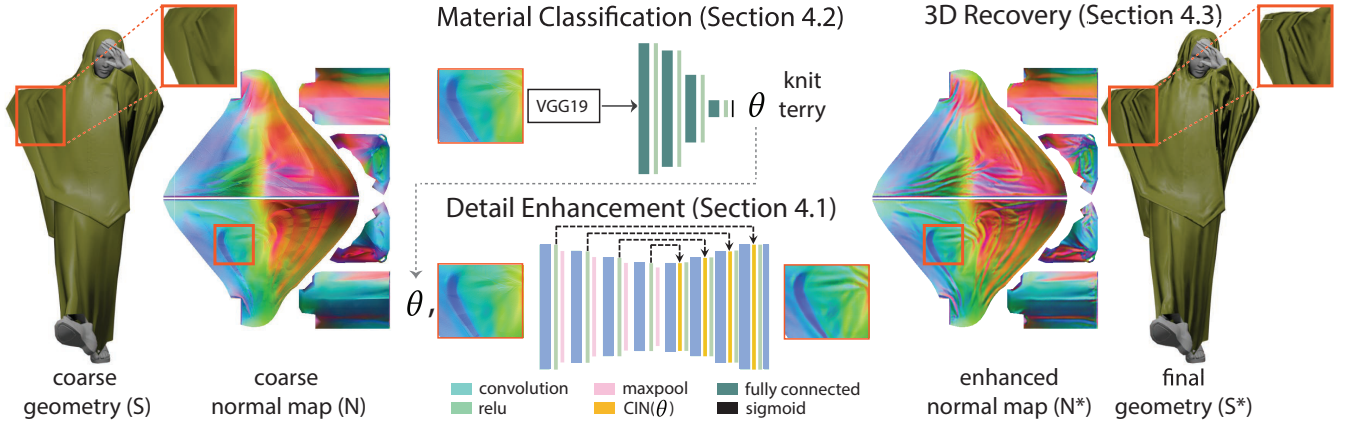 Material Classification (Section 4.2)
3D Recovery (Section 4.3)
VGG19
θ
knit
terry
Detail Enhancement (Section 4.1)
θ,
coarse
geometry (S)
coarse
normal map (N)
convolution
maxpool
fully connected
relu
CIN(θ)
sigmoid
enhanced
normal map (N*)
final
geometry (S*)